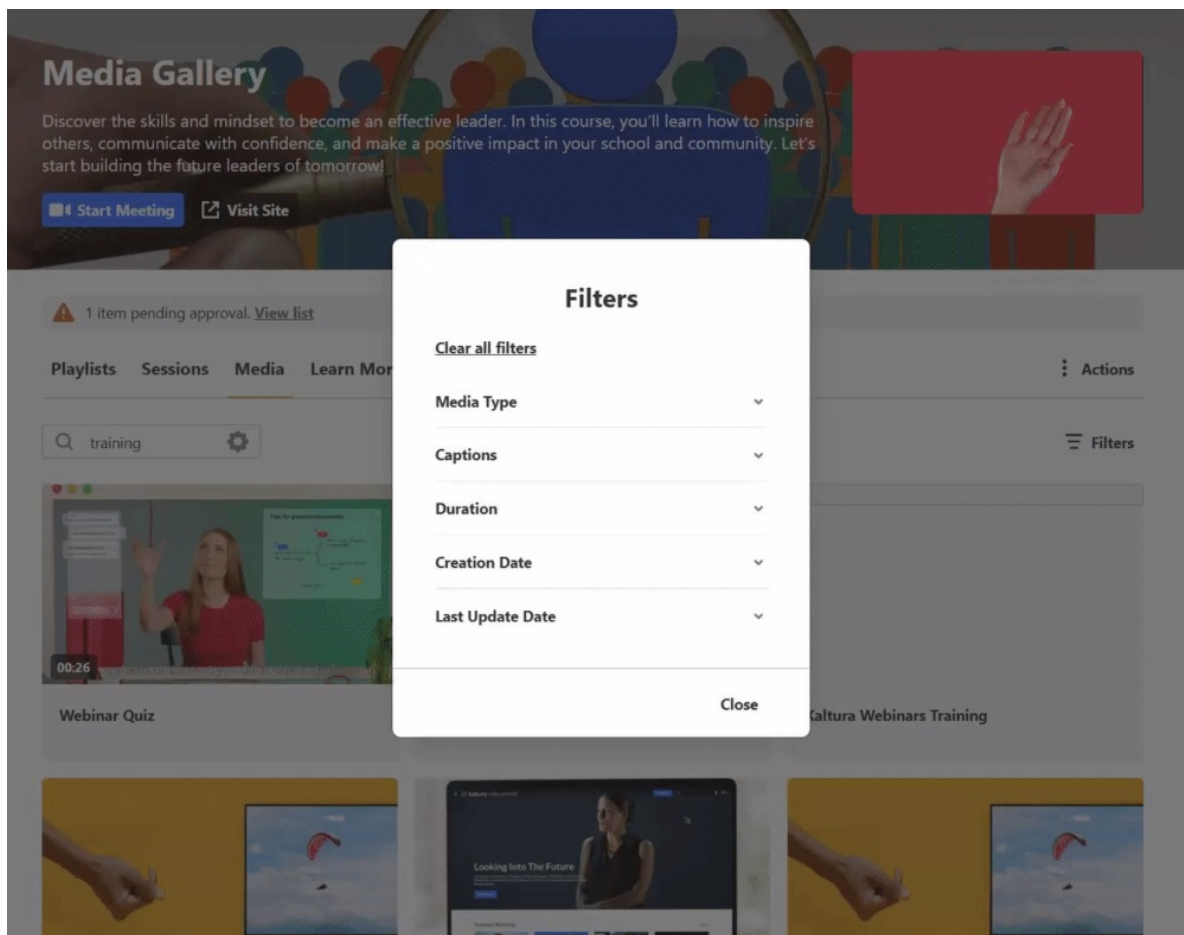 Media Gallery
Discover the skills and mindset to become an effective leader. In this course, you'll learn how to inspire
others, communicate with confidence, and make a positive impact in your school and community. Let's
start building the future leaders of tomorrow!
Start Meeting Visit Site
1 item pending approval. View list
Playlists Sessions Media Learn Mor
Actions
training
Filters
Filters
Clear all filters
Media Type
Captions
Duration
Creation Date
Last Update Date
Close
00:26
Webinar Quiz
Kaltura Webinars Training
Looking Into The Future